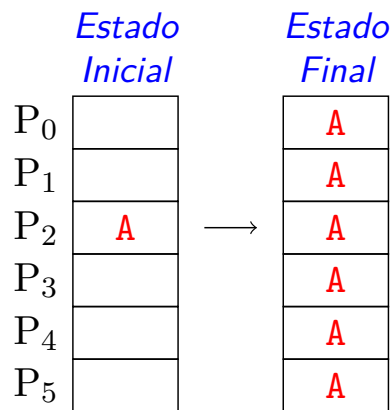 Estado Estado
Inicial Final
P0 A
P1 A
P2 A → A
P3 A
P4 A
P5 A